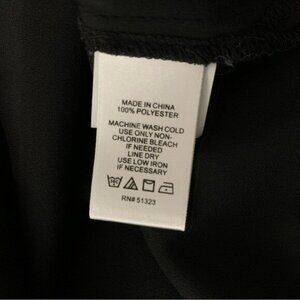 MADE IN CHINA
100% POLYESTER
MACHINE WASH COLD
USE ONLY NON-
CHLORINE BLEACH
IF NEEDED
LINE DRY
USE LOW IRON
IF NECESSARY
RN# 51323